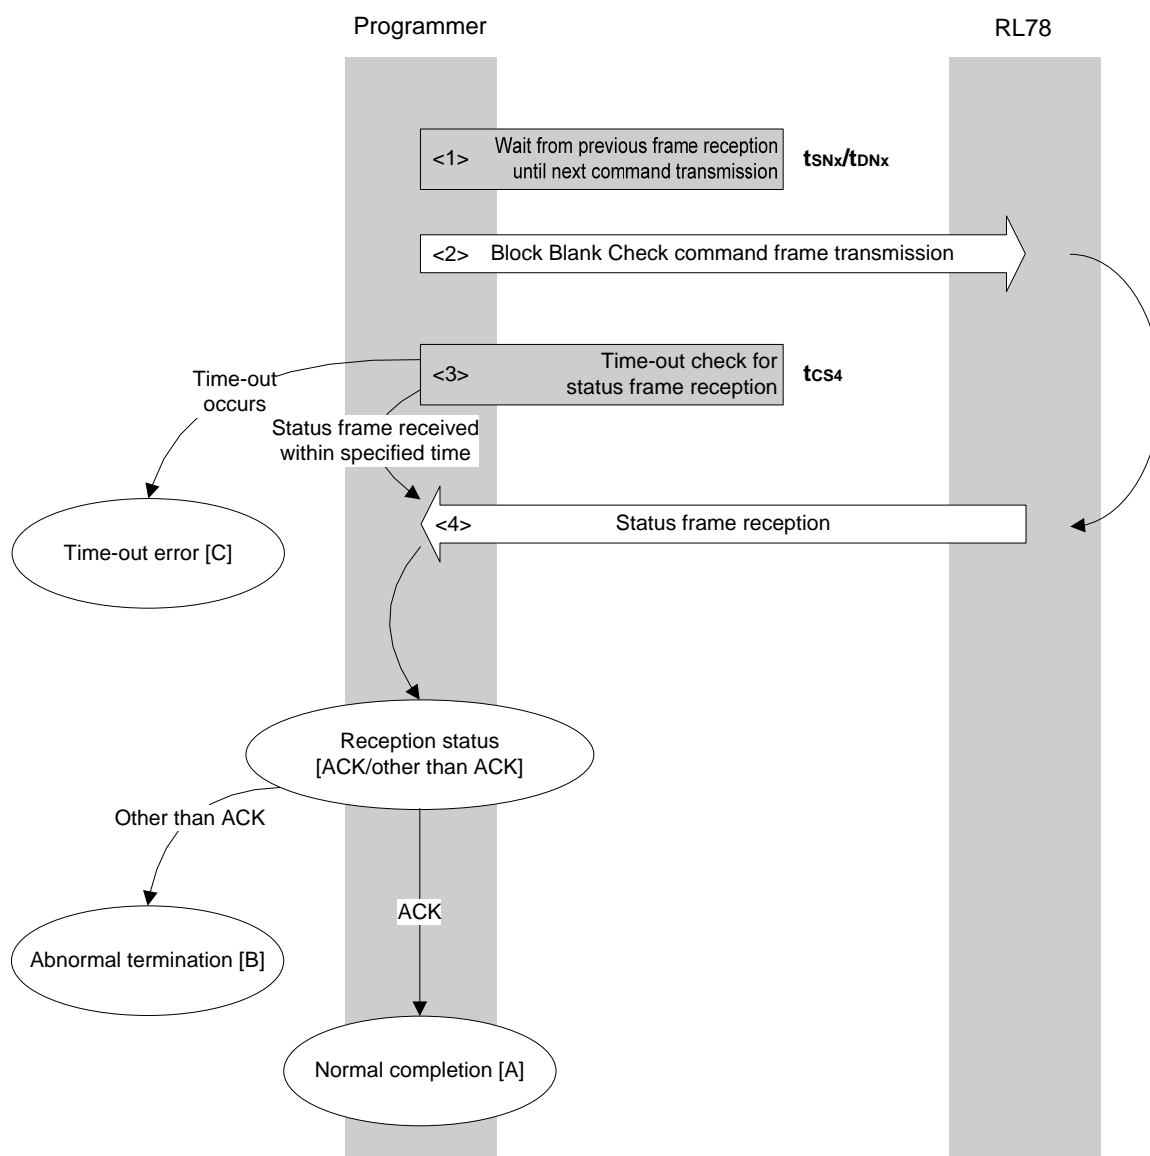 Programmer
RL78
<1> Wait from previous frame reception
until next command transmission
tSNx/tDNx
<2> Block Blank Check command frame transmission
<3> Time-out check for
status frame reception
tCS4
Time-out
occurs
Status frame received
within specified time
<4> Status frame reception
Time-out error [C]
Reception status
[ACK/other than ACK]
Other than ACK
ACK
Abnormal termination [B]
Normal completion [A]